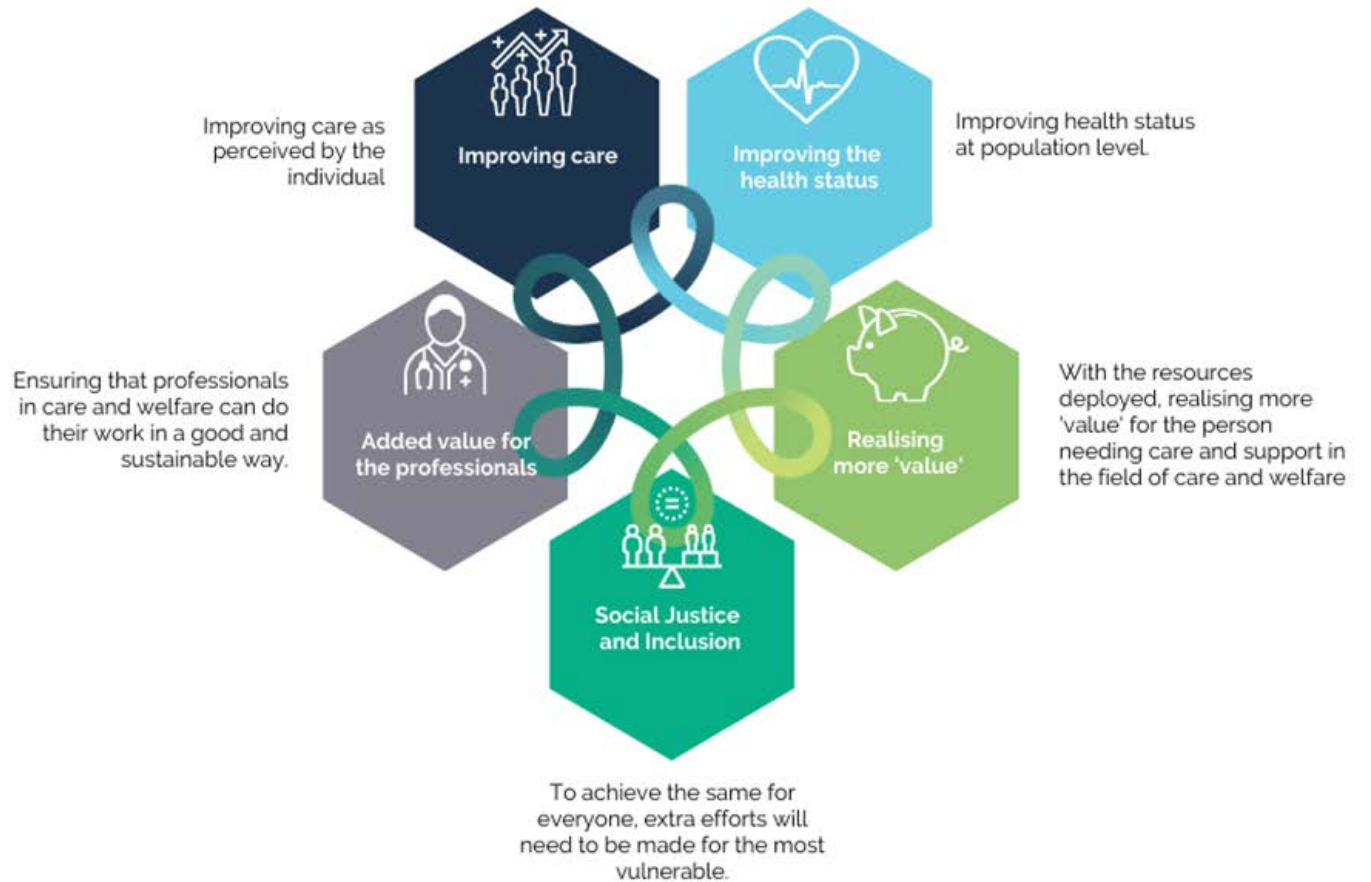 Improving care as
perceived by the
individual
Improving care
Improving the
health status
Improving health status
at population level.
Ensuring that professionals
in care and welfare can do
their work in a good and
sustainable way.
Added value for
the professionals
Realising
more 'value'
With the resources
deployed, realising more
'value' for the person
needing care and support in
the field of care and welfare
Social Justice
and Inclusion
To achieve the same for
everyone, extra efforts will
need to be made for the most
vulnerable.